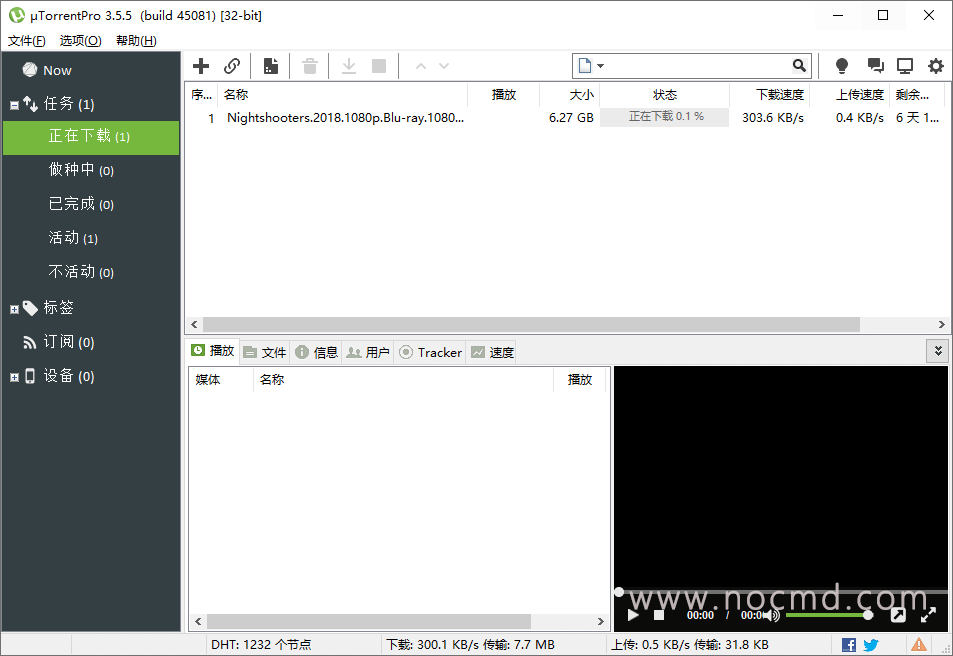 µTorrentPro 3.5.5 (build 45081) [32-bit]
文件(F) 选项(O) 帮助(H)
Now
任务 (1)
正在下载 (1)
做种中 (0)
已完成 (0)
活动 (1)
不活动 (0)
标签
订阅 (0)
设备 (0)
序... 名称 播放 大小 状态 下载速度 上传速度 剩余...
1 Nightshooters.2018.1080p.Blu-ray.1080... 6.27 GB 正在下载 0.1 % 303.6 KB/s 0.4 KB/s 6 天 1...
播放 文件 信息 用户 Tracker 速度
媒体 名称 播放
www.nocmd.com
00:00 / 00:00
DHT: 1232 个节点 下载: 300.1 KB/s 传输: 7.7 MB 上传: 0.5 KB/s 传输: 31.8 KB